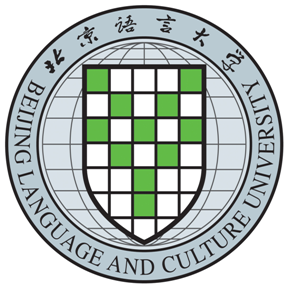 北京语言大学
BEIJING LANGUAGE AND CULTURE UNIVERSITY